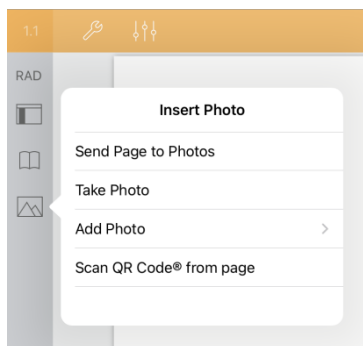 1.1
RAD
Insert Photo
Send Page to Photos
Take Photo
Add Photo
Scan QR Code® from page